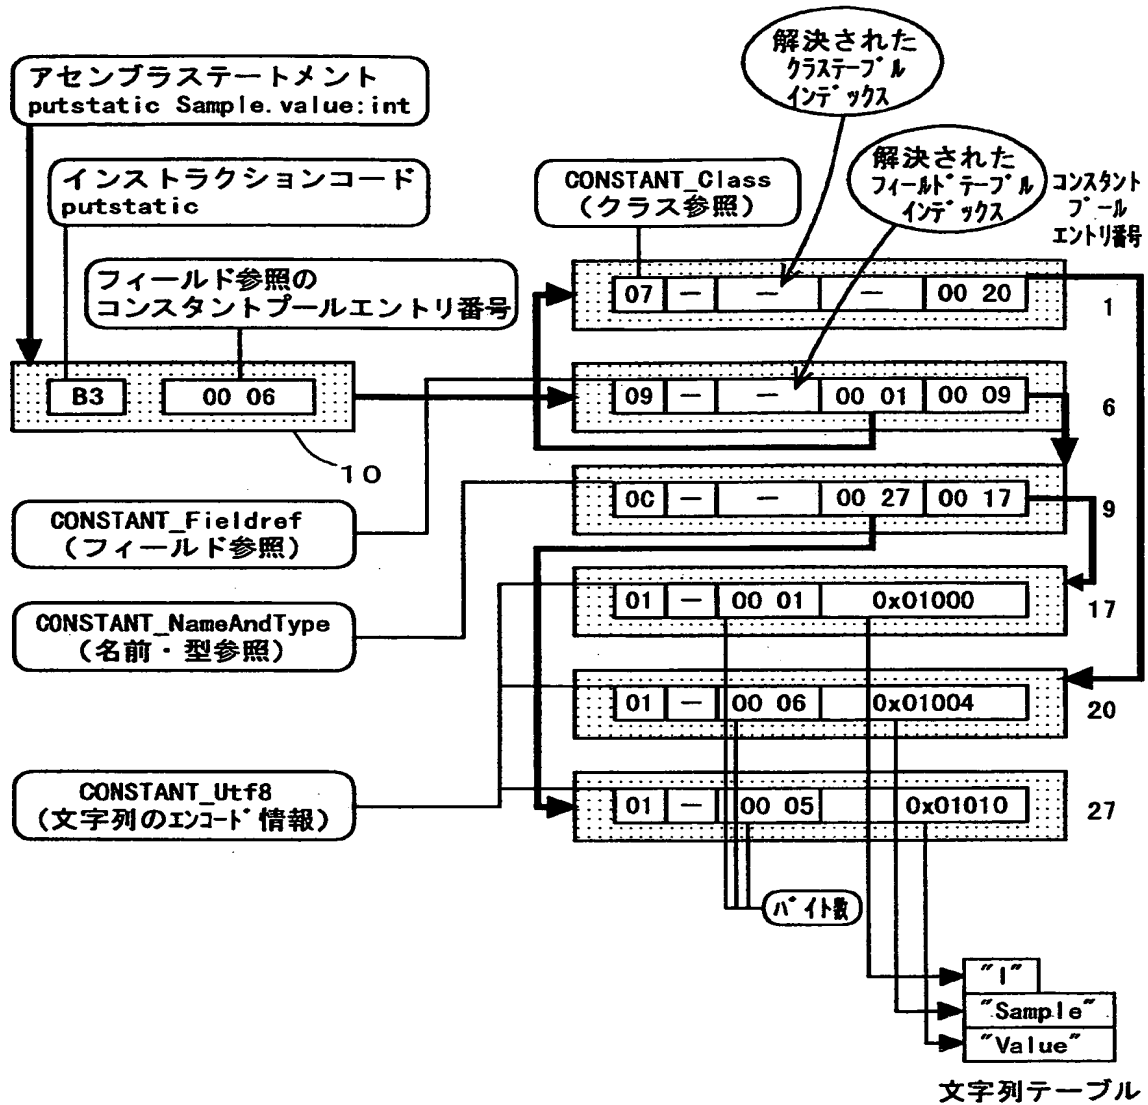 解決された
クラステーブル
インデックス
アセンブラステートメント
putstatic Sample.value:int
解決された
フィールドテーブル
インデックス
インストラクションコード
putstatic
CONSTANT_Class
(クラス参照)
コンスタント
プール
エントリ番号
フィールド参照の
コンスタントプールエントリ番号
07 — — — 00 20
1
B3 00 06
09 — — 00 01 00 09
6
10
0C — — 00 27 00 17
9
CONSTANT_Fieldref
(フィールド参照)
01 — 00 01 0x01000
17
CONSTANT_NameAndType
(名前・型参照)
01 — 00 06 0x01004
20
CONSTANT_Utf8
(文字列のエンコード情報)
01 — 00 05 0x01010
27
バイト数
"I"
"Sample"
"Value"
文字列テーブル